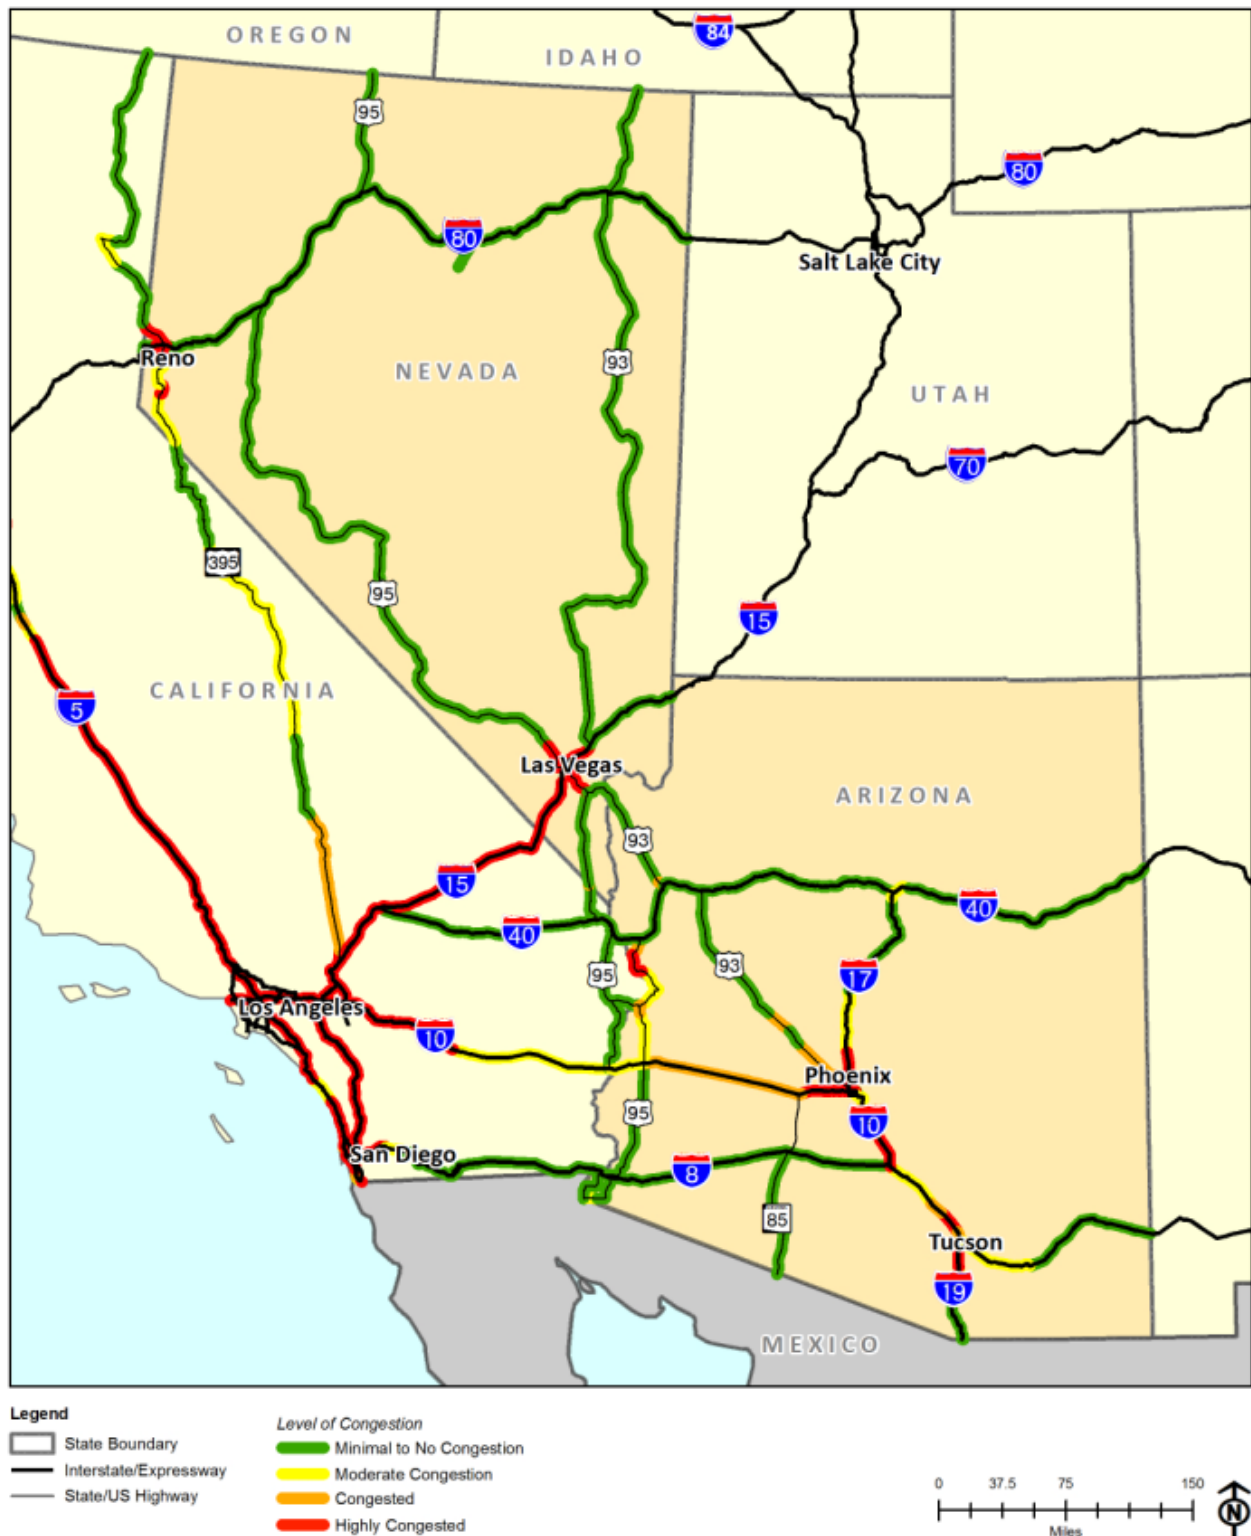 OREGON
84
IDAHO
95
80
80
Salt Lake City
Reno
NEVADA
93
UTAH
70
395
95
15
CALIFORNIA
5
Las Vegas
ARIZONA
93
15
40
40
95
93
17
Los Angeles
10
Phoenix
95
10
San Diego
8
85
Tucson
19
MEXICO
Legend
State Boundary
Interstate/Expressway
State/US Highway
Level of Congestion
Minimal to No Congestion
Moderate Congestion
Congested
Highly Congested
0 37.5 75 150
Miles
N